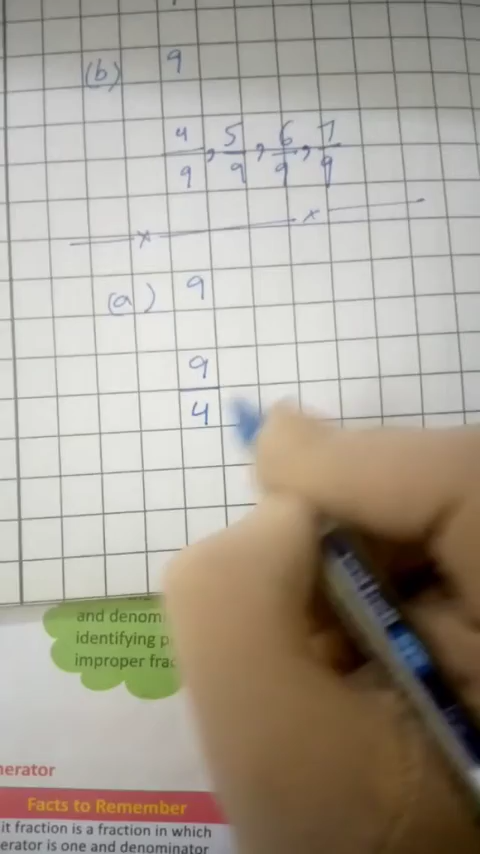 (b) 9
4/9, 5/9, 6/9, 7/9
x x
(a) 9
9/4
and denom
identifying p
improper frac
nerator
Facts to Remember
it fraction is a fraction in which
erator is one and denominator